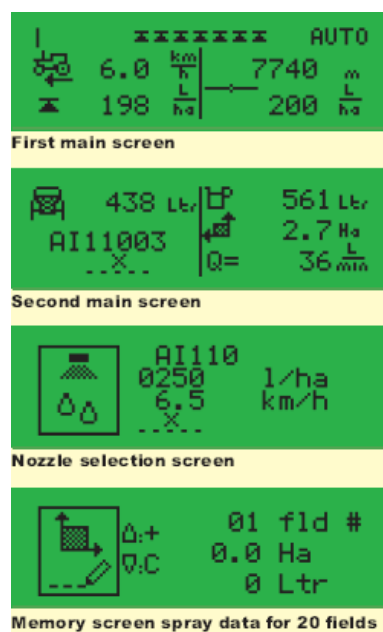 AUTO
6.0 km/h 7740 m
198 L/ha 200 L/ha
First main screen
438 Ltr 561 Ltr
AI11003 2.7 Ha
Q= 36 L/min
Second main screen
AI110
0250 l/ha
6.5 km/h
Nozzle selection screen
:+ 01 fld #
:C 0.0 Ha
0 Ltr
Memory screen spray data for 20 fields